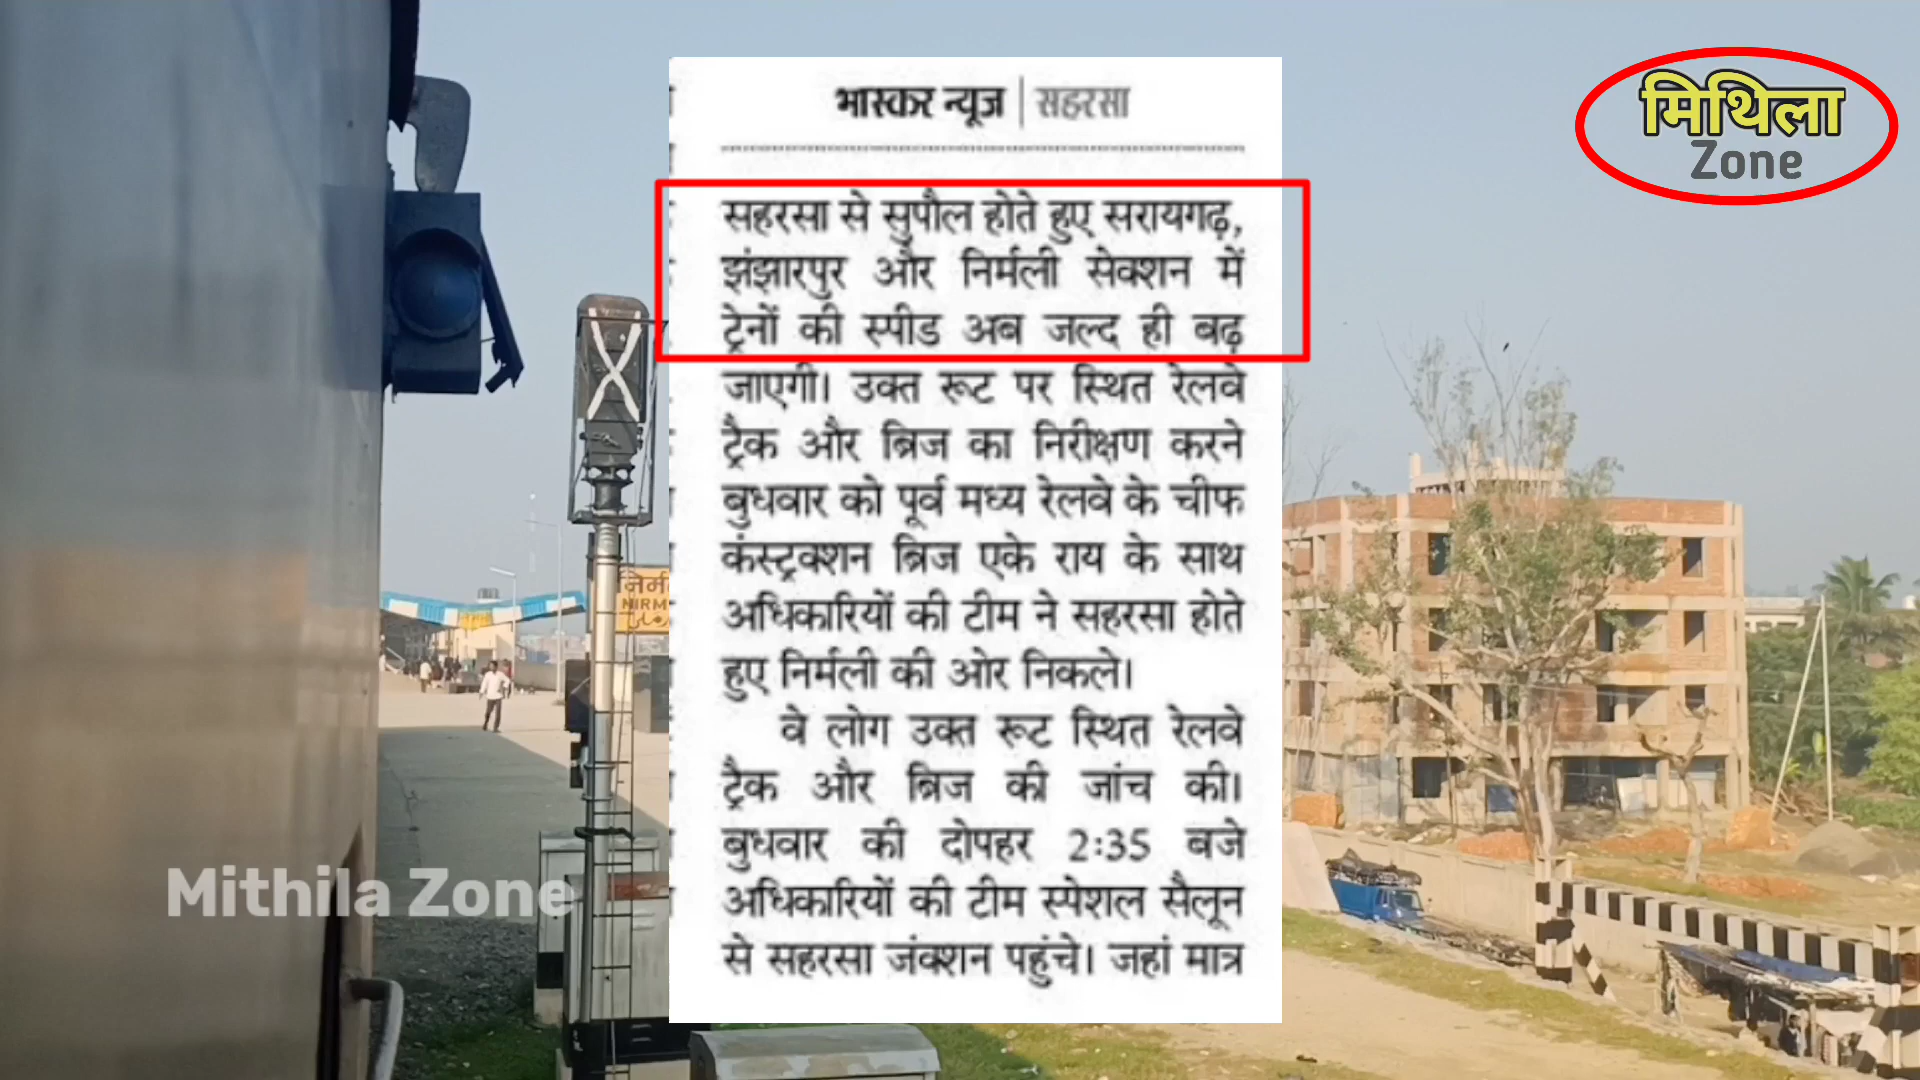 भास्कर न्यूज | सहरसा
सहरसा से सुपौल होते हुए सरायगढ़,
झंझारपुर और निर्मली सेक्शन में
ट्रेनों की स्पीड अब जल्द ही बढ़
जाएगी। उक्त रूट पर स्थित रेलवे
ट्रैक और ब्रिज का निरीक्षण करने
बुधवार को पूर्व मध्य रेलवे के चीफ
कंस्ट्रक्शन ब्रिज एके राय के साथ
अधिकारियों की टीम ने सहरसा होते
हुए निर्मली की ओर निकले।
वे लोग उक्त रूट स्थित रेलवे
ट्रैक और ब्रिज की जांच की।
बुधवार की दोपहर 2:35 बजे
अधिकारियों की टीम स्पेशल सैलून
से सहरसा जंक्शन पहुंचे। जहां मात्र
मिथिला
Zone
Mithila Zone